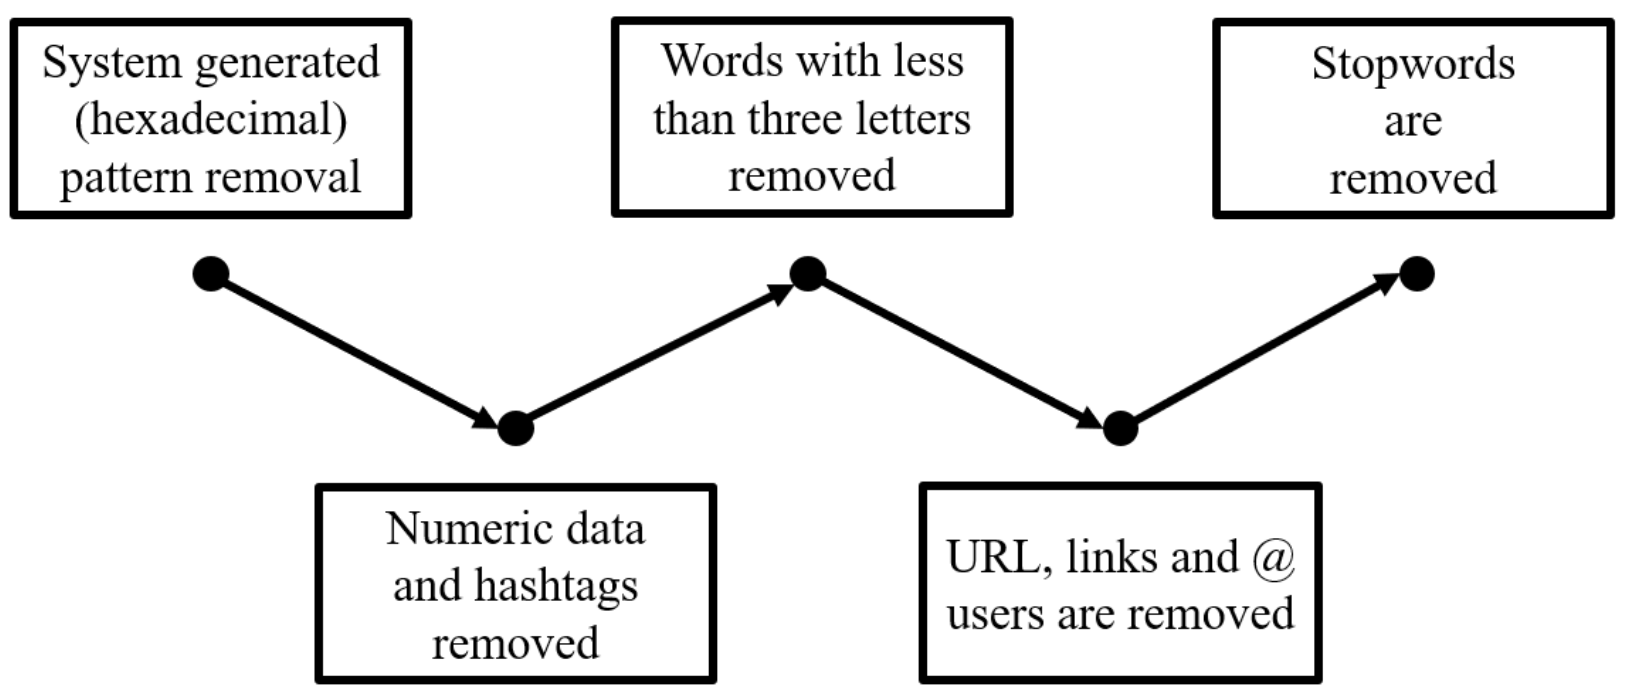 System generated
(hexadecimal)
pattern removal
Numeric data
and hashtags
removed
Words with less
than three letters
removed
URL, links and @
users are removed
Stopwords
are
removed